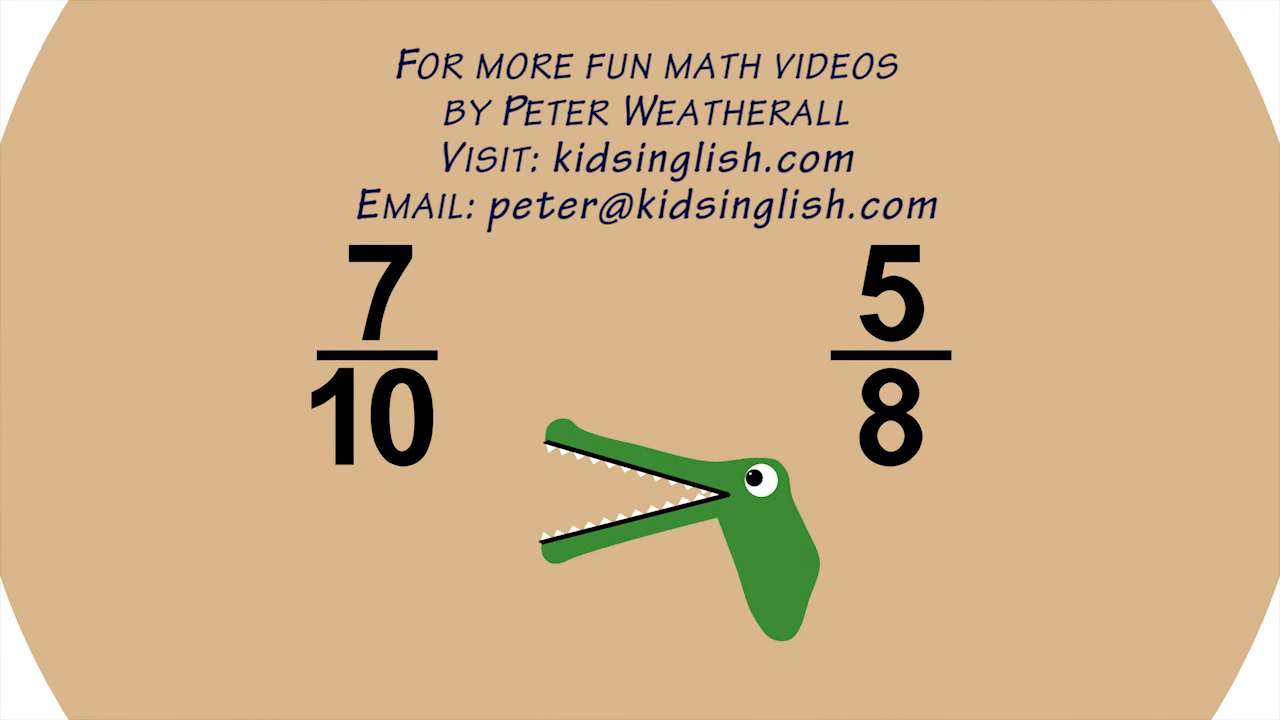 FOR MORE FUN MATH VIDEOS
BY PETER WEATHERALL
VISIT: kidsinglish.com
EMAIL: peter@kidsinglish.com
7 5
10 8